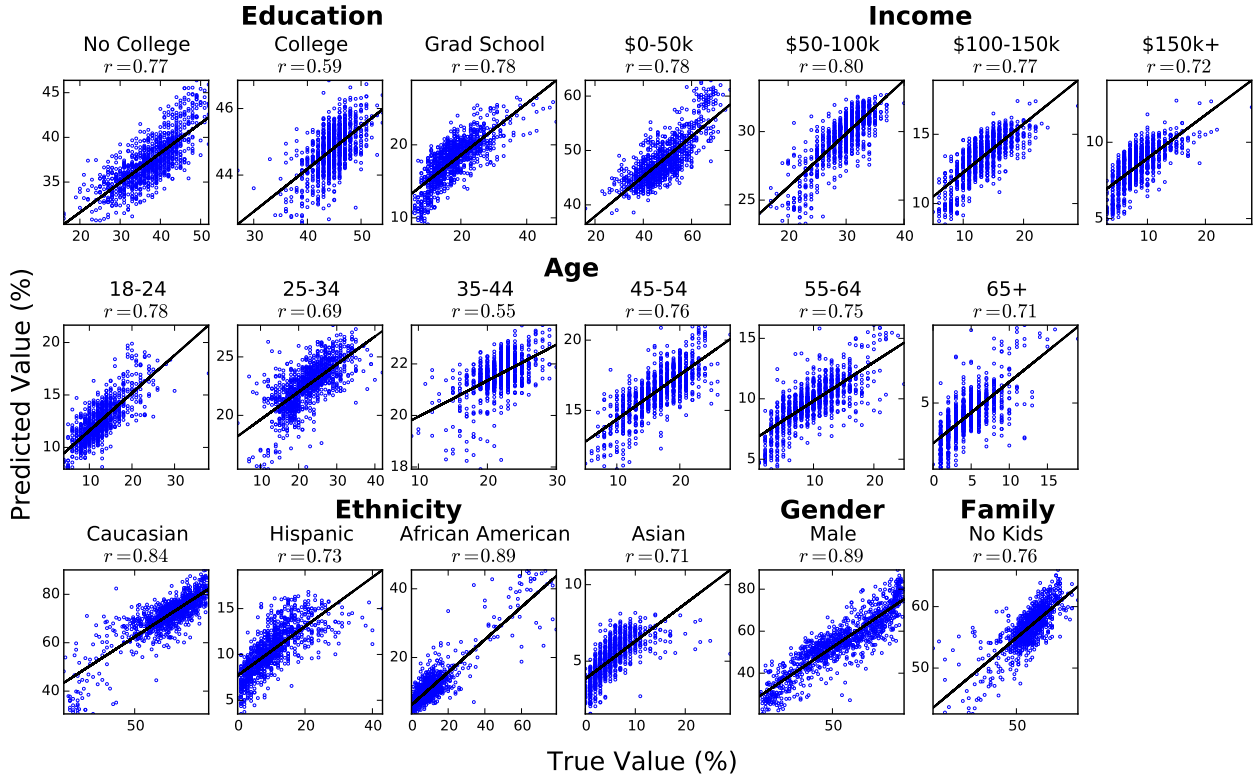 Education Income
No College College Grad School $0-50k $50-100k $100-150k $150k+
r=0.77 r=0.59 r=0.78 r=0.78 r=0.80 r=0.77 r=0.72
45 46 60 30 15 10
40 20 50
35 44 40 25 10 5
10
20 30 40 50 30 35 40 45 50 0 20 40 20 40 60 20 30 40 10 20 10 20
Age
18-24 25-34 35-44 45-54 55-64 65+
r=0.78 r=0.69 r=0.55 r=0.76 r=0.75 r=0.71
20 25 22 20 15 5
15 20 15 10
10 20 18 5
10 20 30 10 20 30 40 10 15 20 25 30 10 20 10 20 0 5 10 15
Predicted Value (%)
Ethnicity Gender Family
Caucasian Hispanic African American Asian Male No Kids
r=0.84 r=0.73 r=0.89 r=0.71 r=0.89 r=0.76
80 15 40 10 80 60
60 10 20 5 60 50
40 5 40
50 0 10 20 30 40 0 20 40 60 80 0 10 20 50 50
True Value (%)